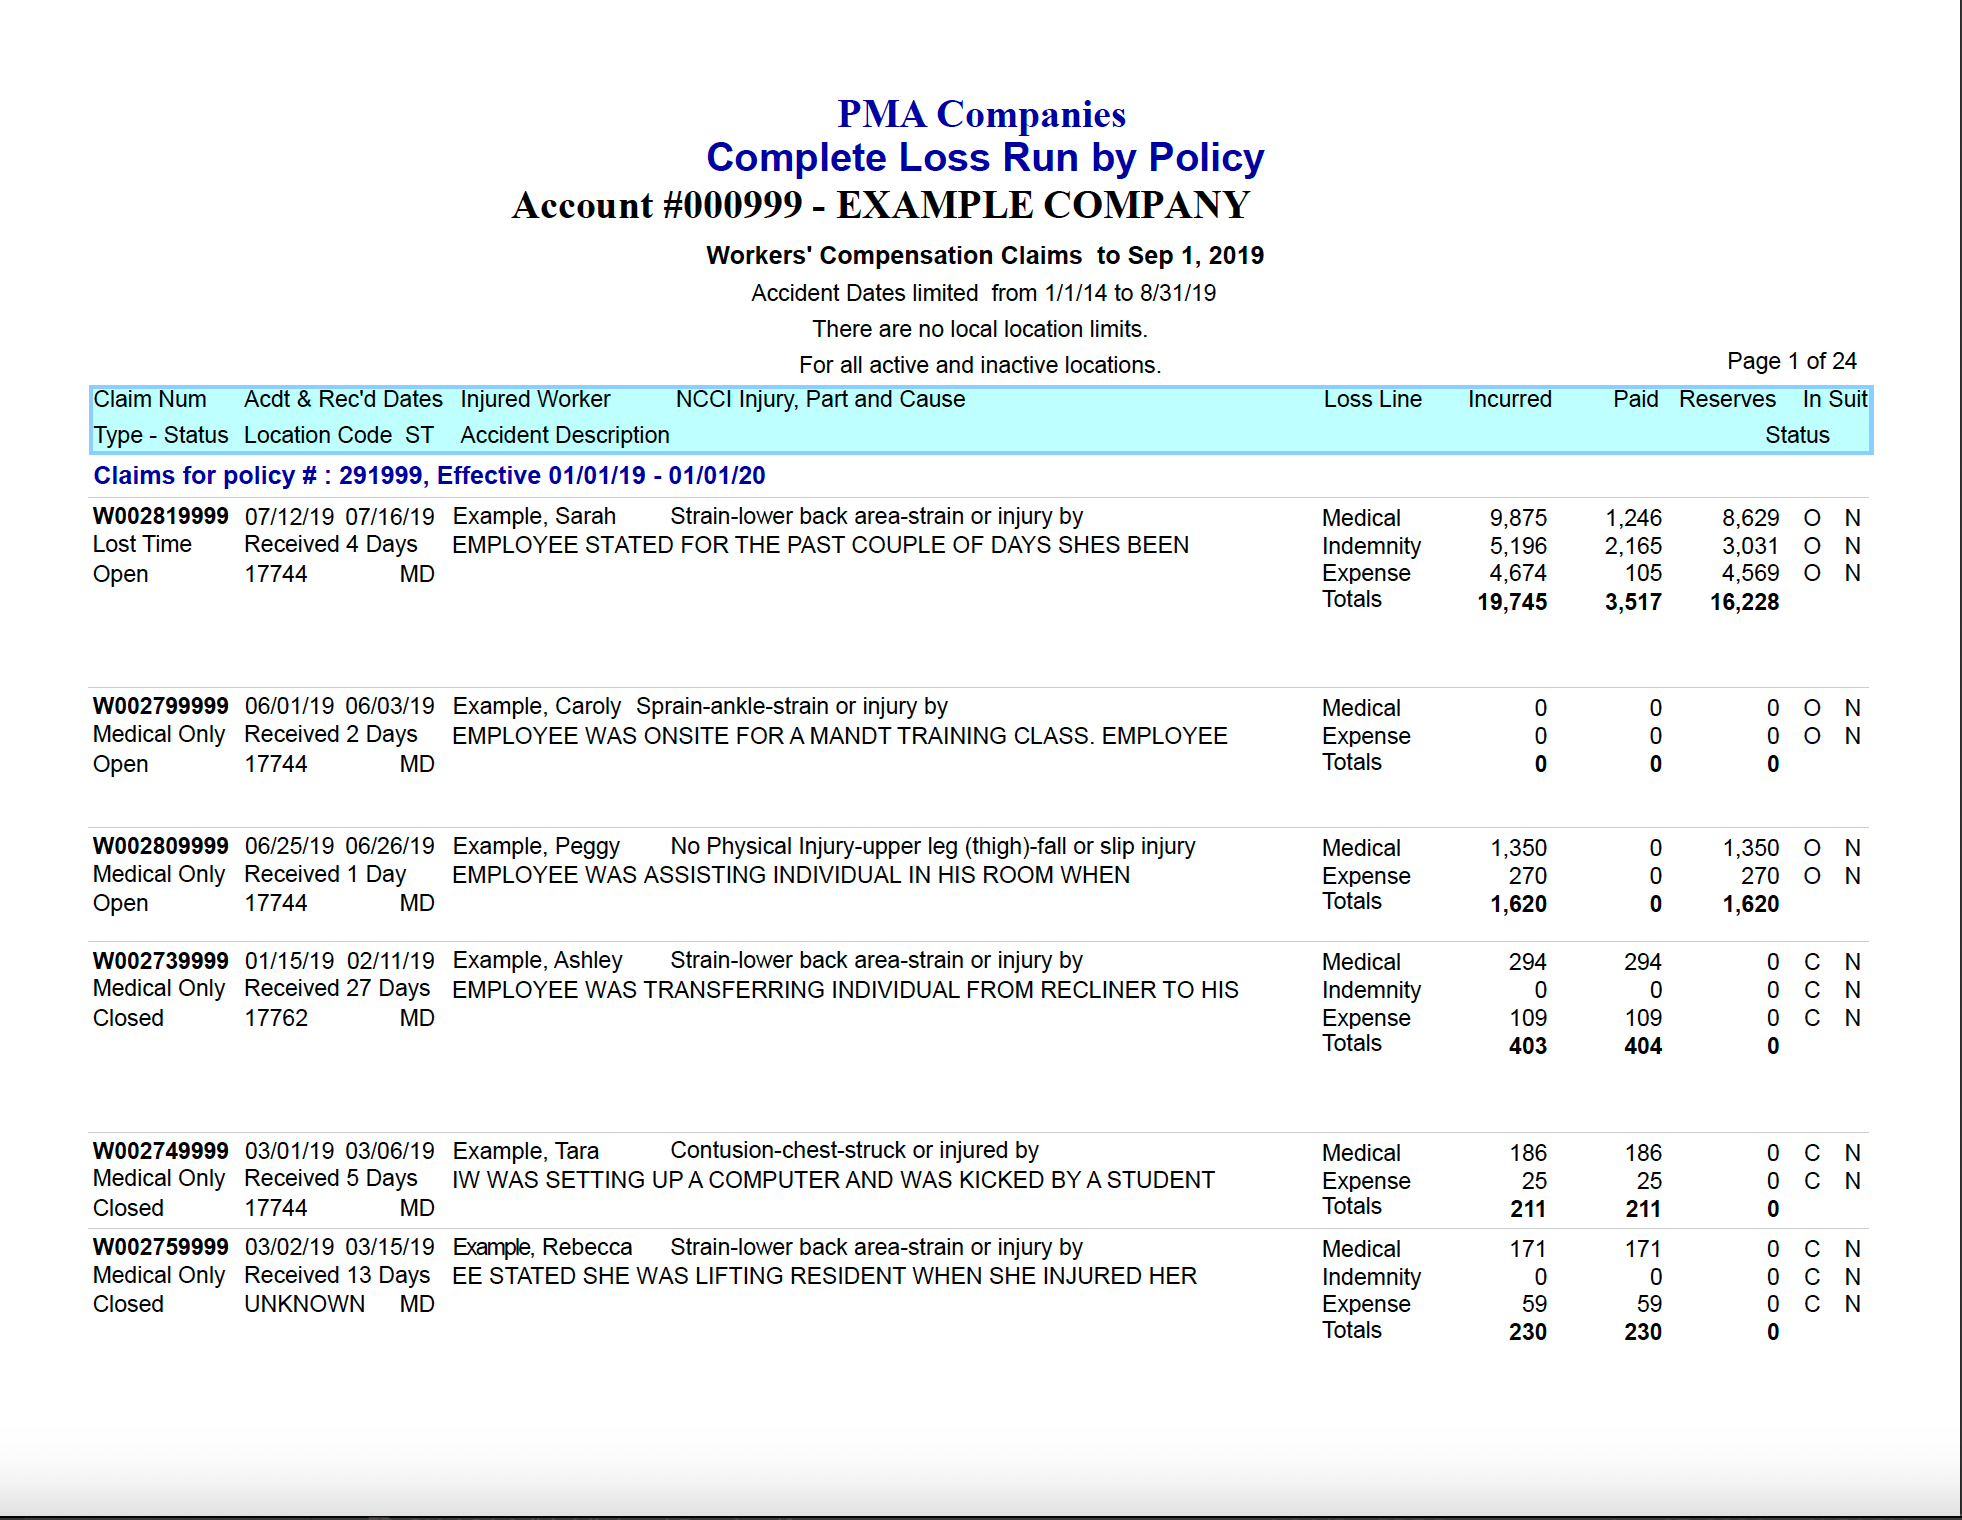 PMA Companies
Complete Loss Run by Policy
Account #000999 - EXAMPLE COMPANY
Workers' Compensation Claims to Sep 1, 2019
Accident Dates limited from 1/1/14 to 8/31/19
There are no local location limits.
For all active and inactive locations.
Page 1 of 24
Claim Num Acdt & Rec'd Dates Injured Worker NCCI Injury, Part and Cause Loss Line Incurred Paid Reserves In Suit
Type - Status Location Code ST Accident Description Status
Claims for policy # : 291999, Effective 01/01/19 - 01/01/20
W002819999 07/12/19 07/16/19 Example, Sarah Strain-lower back area-strain or injury by Medical 9,875 1,246 8,629 O N
Lost Time Received 4 Days EMPLOYEE STATED FOR THE PAST COUPLE OF DAYS SHES BEEN Indemnity 5,196 2,165 3,031 O N
Open 17744 MD Expense 4,674 105 4,569 O N
Totals 19,745 3,517 16,228
W002799999 06/01/19 06/03/19 Example, Caroly Sprain-ankle-strain or injury by Medical 0 0 0 O N
Medical Only Received 2 Days EMPLOYEE WAS ONSITE FOR A MANDT TRAINING CLASS. EMPLOYEE Expense 0 0 0 O N
Open 17744 MD Totals 0 0 0
W002809999 06/25/19 06/26/19 Example, Peggy No Physical Injury-upper leg (thigh)-fall or slip injury Medical 1,350 0 1,350 O N
Medical Only Received 1 Day EMPLOYEE WAS ASSISTING INDIVIDUAL IN HIS ROOM WHEN Expense 270 0 270 O N
Open 17744 MD Totals 1,620 0 1,620
W002739999 01/15/19 02/11/19 Example, Ashley Strain-lower back area-strain or injury by Medical 294 294 0 C N
Medical Only Received 27 Days EMPLOYEE WAS TRANSFERRING INDIVIDUAL FROM RECLINER TO HIS Indemnity 0 0 0 C N
Closed 17762 MD Expense 109 109 0 C N
Totals 403 404 0
W002749999 03/01/19 03/06/19 Example, Tara Contusion-chest-struck or injured by Medical 186 186 0 C N
Medical Only Received 5 Days IW WAS SETTING UP A COMPUTER AND WAS KICKED BY A STUDENT Expense 25 25 0 C N
Closed 17744 MD Totals 211 211 0
W002759999 03/02/19 03/15/19 Example, Rebecca Strain-lower back area-strain or injury by Medical 171 171 0 C N
Medical Only Received 13 Days EE STATED SHE WAS LIFTING RESIDENT WHEN SHE INJURED HER Indemnity 0 0 0 C N
Closed UNKNOWN MD Expense 59 59 0 C N
Totals 230 230 0